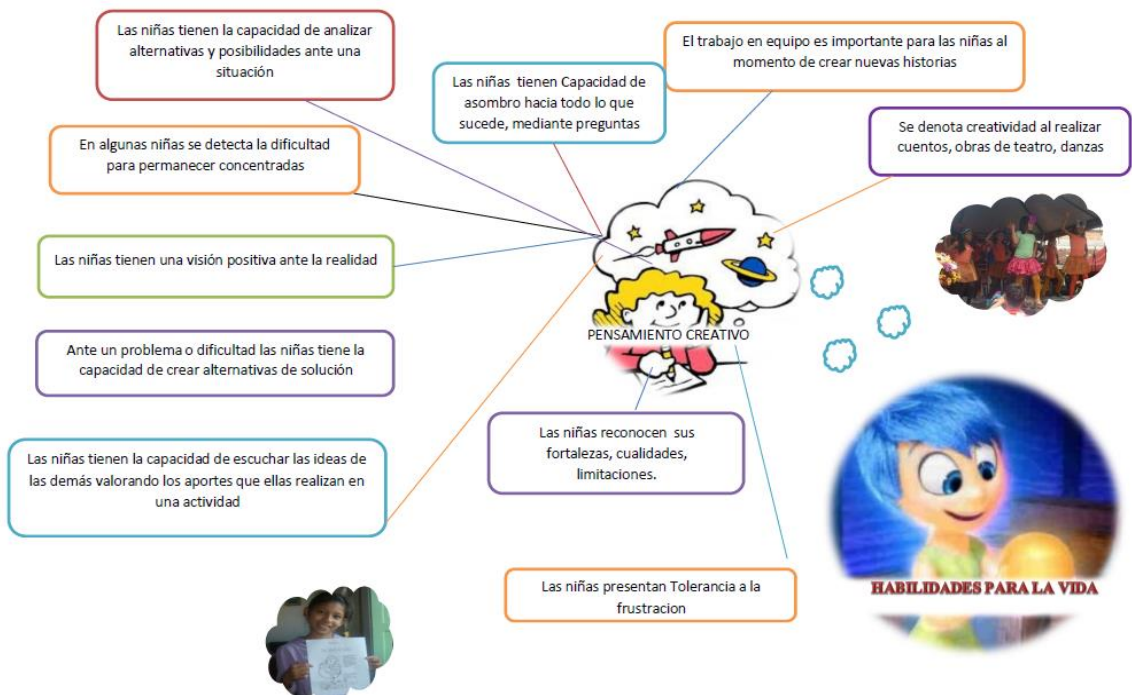 Las niñas tienen la capacidad de analizar
alternativas y posibilidades ante una
situación
Las niñas tienen Capacidad de
asombro hacia todo lo que
sucede, mediante preguntas
El trabajo en equipo es importante para las niñas al
momento de crear nuevas historias
Se denota creatividad al realizar
cuentos, obras de teatro, danzas
En algunas niñas se detecta la dificultad
para permanecer concentradas
Las niñas tienen una visión positiva ante la realidad
PENSAMIENTO CREATIVO
Ante un problema o dificultad las niñas tiene la
capacidad de crear alternativas de solución
Las niñas reconocen sus
fortalezas, cualidades,
limitaciones.
Las niñas tienen la capacidad de escuchar las ideas de
las demás valorando los aportes que ellas realizan en
una actividad
Las niñas presentan Tolerancia a la
frustracion
HABILIDADES PARA LA VIDA